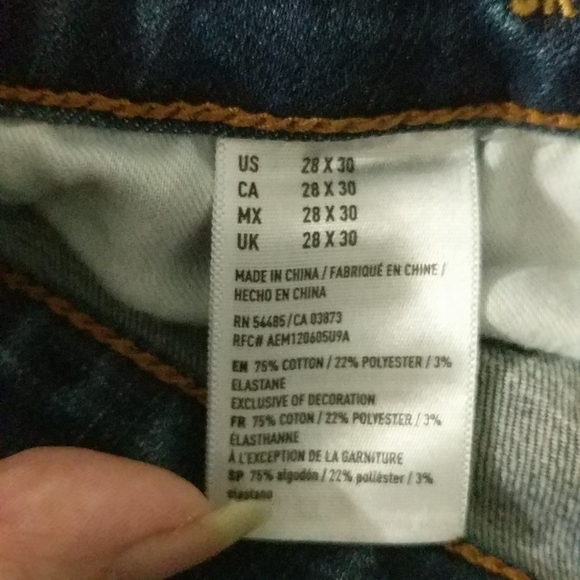 US 28 X 30
CA 28 X 30
MX 28 X 30
UK 28 X 30
MADE IN CHINA / FABRIQUÉ EN CHINE /
HECHO EN CHINA
RN 54485/CA 03873
RFC# AEM120605U9A
EN 75% COTTON / 22% POLYESTER / 3%
ELASTANE
EXCLUSIVE OF DECORATION
FR 75% COTON / 22% POLYESTER / 3%
ÉLASTHANNE
À L'EXCEPTION DE LA GARNITURE
SP 75% algodón / 22% poliéster / 3%
elastano